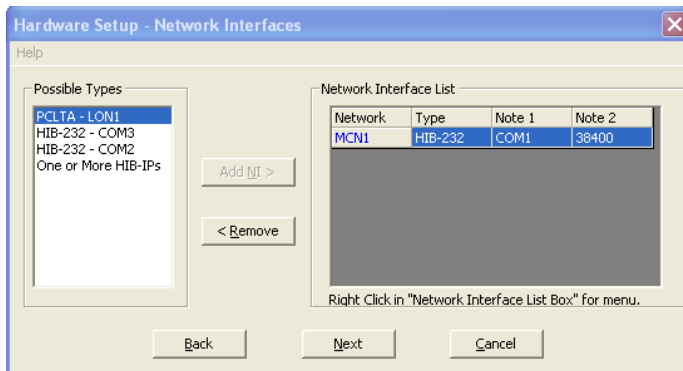 Hardware Setup - Network Interfaces
Help
Possible Types
PCLTA - LON1
HIB-232 - COM3
HIB-232 - COM2
One or More HIB-IPs
Add NI >
< Remove
Network Interface List
Network Type Note 1 Note 2
MCN1 HIB-232 COM1 38400
Right Click in "Network Interface List Box" for menu.
Back Next Cancel